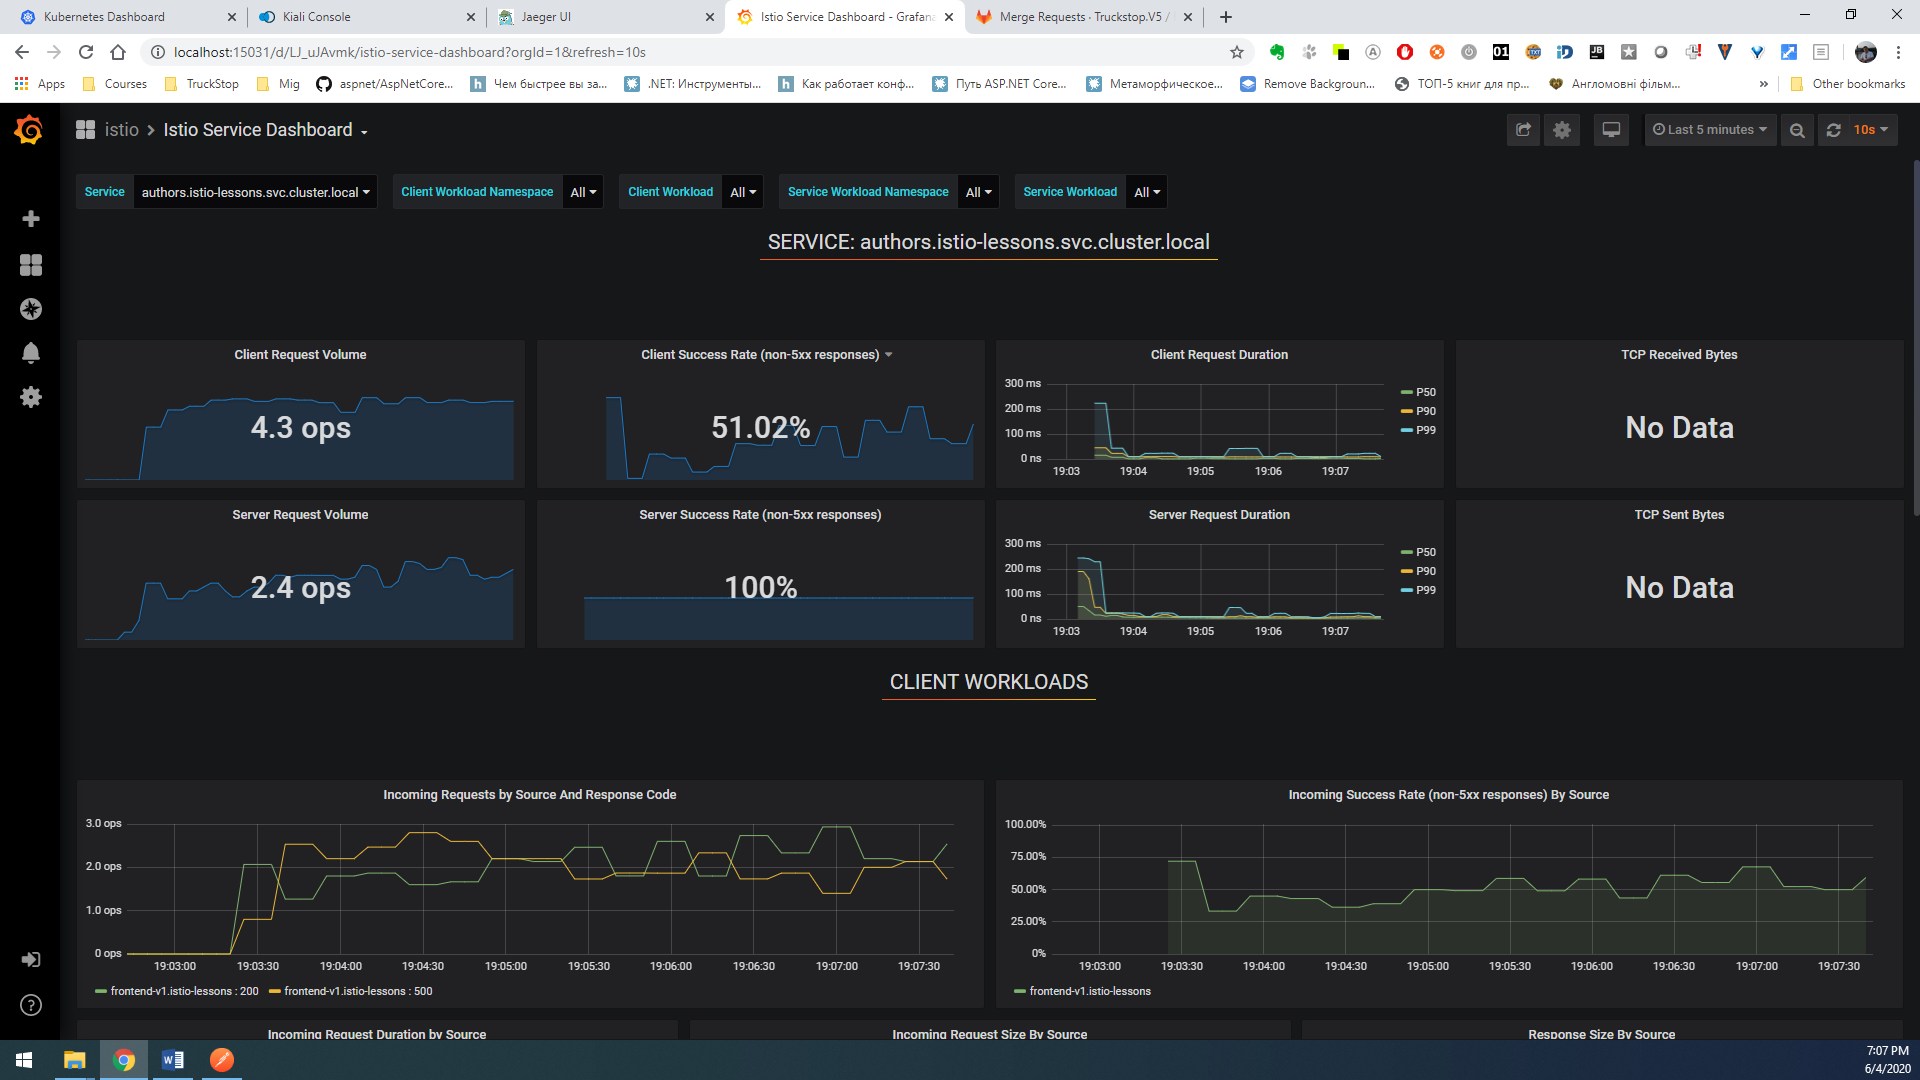 Kubernetes Dashboard
Kiali Console
Jaeger UI
Istio Service Dashboard - Grafana
Merge Requests · Truckstop.V5 /
localhost:15031/d/LJ_uJAvmk/istio-service-dashboard?orgId=1&refresh=10s
Apps
Courses
TruckStop
Mig
aspnet/AspNetCore...
Чем быстрее вы за...
.NET: Инструменты...
Как работает конф...
Путь ASP.NET Core...
Метаморфическое...
Remove Backgroun...
ТОП-5 книг для пр...
Англомовні фільм...
»
Other bookmarks
istio > Istio Service Dashboard
Last 5 minutes
10s
Service authors.istio-lessons.svc.cluster.local
Client Workload Namespace All
Client Workload All
Service Workload Namespace All
Service Workload All
SERVICE: authors.istio-lessons.svc.cluster.local
Client Request Volume
4.3 ops
Client Success Rate (non-5xx responses)
51.02%
Client Request Duration
300 ms
200 ms
100 ms
0 ns
19:03 19:04 19:05 19:06 19:07
P50
P90
P99
TCP Received Bytes
No Data
Server Request Volume
2.4 ops
Server Success Rate (non-5xx responses)
100%
Server Request Duration
300 ms
200 ms
100 ms
0 ns
19:03 19:04 19:05 19:06 19:07
P50
P90
P99
TCP Sent Bytes
No Data
CLIENT WORKLOADS
Incoming Requests by Source And Response Code
3.0 ops
2.0 ops
1.0 ops
0 ops
19:03:00 19:03:30 19:04:00 19:04:30 19:05:00 19:05:30 19:06:00 19:06:30 19:07:00 19:07:30
frontend-v1.istio-lessons : 200 frontend-v1.istio-lessons : 500
Incoming Success Rate (non-5xx responses) By Source
100.00%
75.00%
50.00%
25.00%
0%
19:03:00 19:03:30 19:04:00 19:04:30 19:05:00 19:05:30 19:06:00 19:06:30 19:07:00 19:07:30
frontend-v1.istio-lessons
Incoming Request Duration by Source
Incoming Request Size By Source
Response Size By Source
7:07 PM
6/4/2020